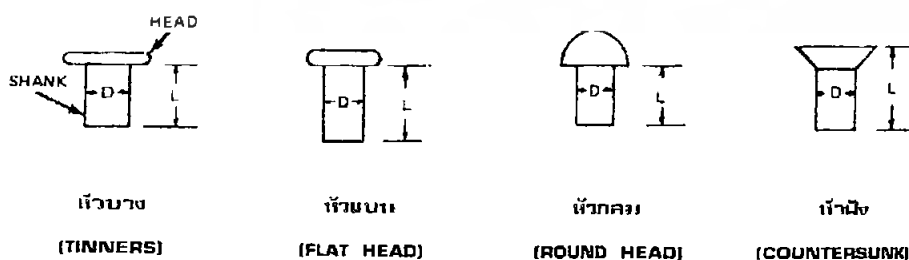 HEAD
SHANK
D
L
D
L
D
L
D
L
หัวบาง
หัวแบน
หัวกลม
หัวฝัง
(TINNERS)
(FLAT HEAD)
(ROUND HEAD)
(COUNTERSUNK)